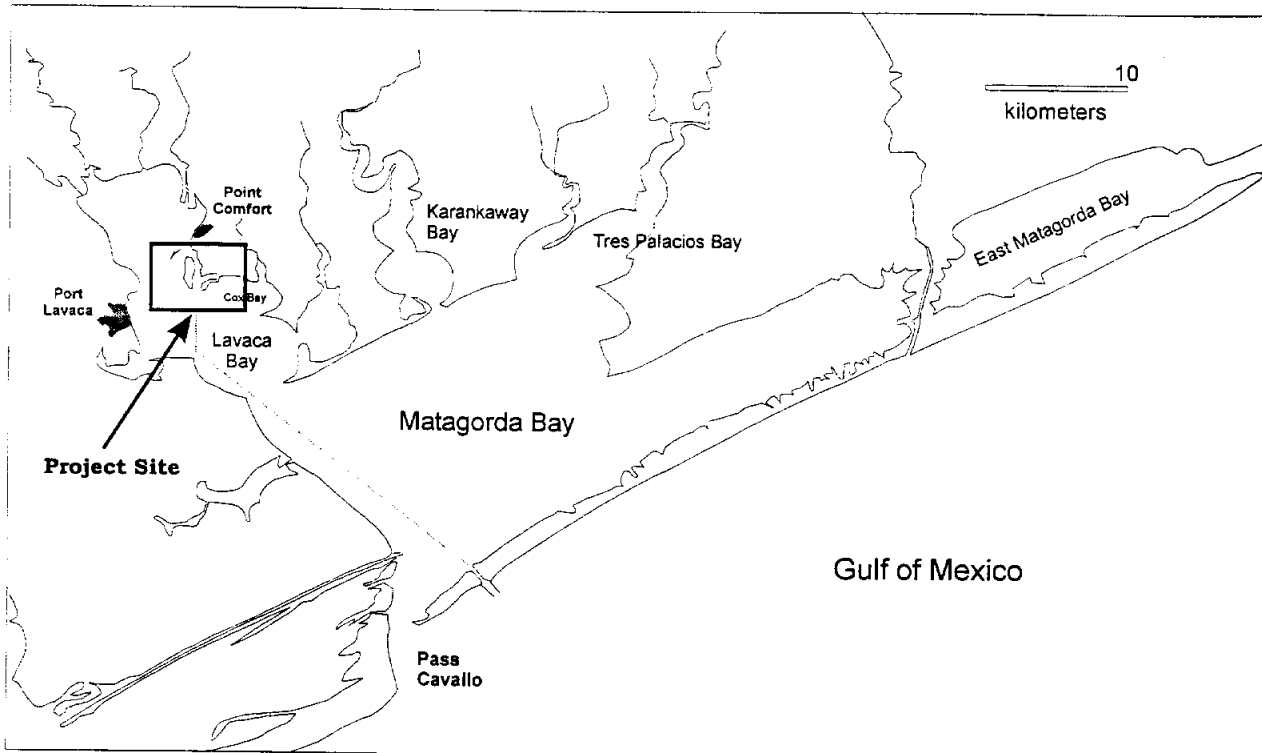 10
kilometers
Point
Comfort
Karankaway
Bay
Tres Palacios Bay
East Matagorda Bay
Port
Lavaca
Cox Bay
Lavaca
Bay
Matagorda Bay
Project Site
Gulf of Mexico
Pass
Cavallo